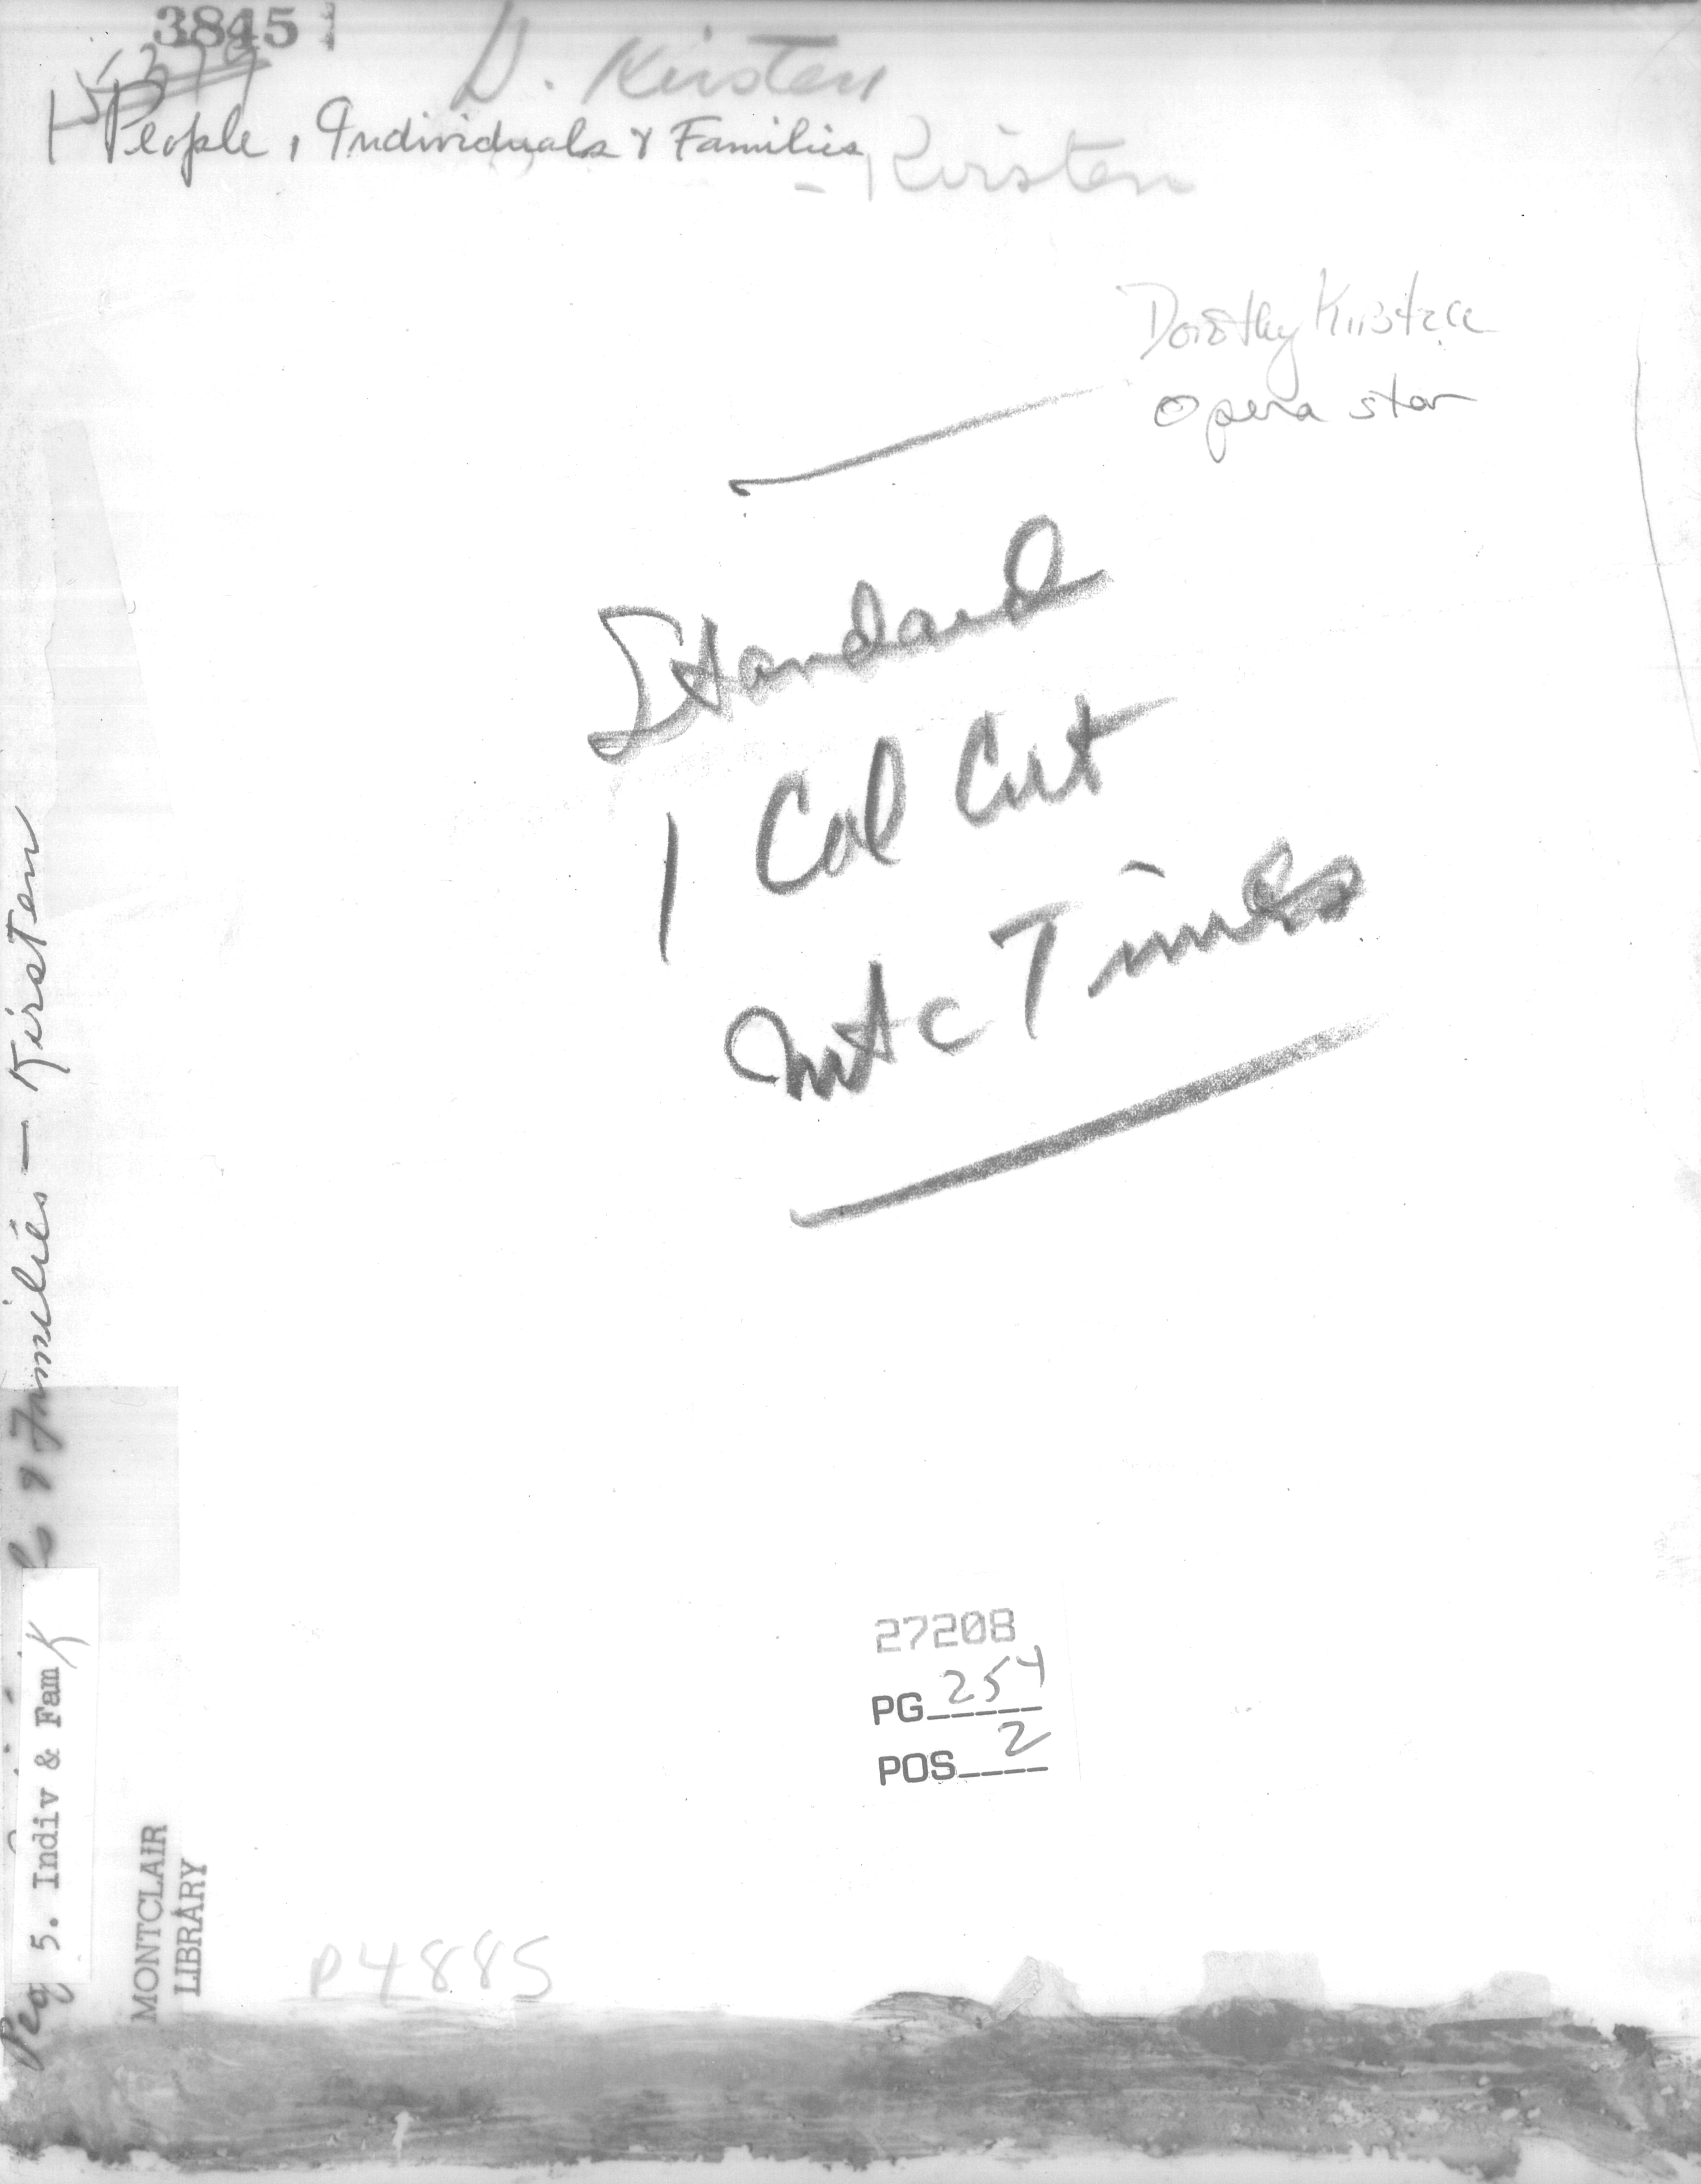 3845
5379
D. Kirsten
People, Individuals & Families
- Kirsten
Dorothy Kirsten
Opera star
Standard
1 Col Cut
Mtc Times
27208
PG 254
POS 2
P4885
MONTCLAIR
LIBRARY
5. Indiv & Fam K
& Families - Kirsten